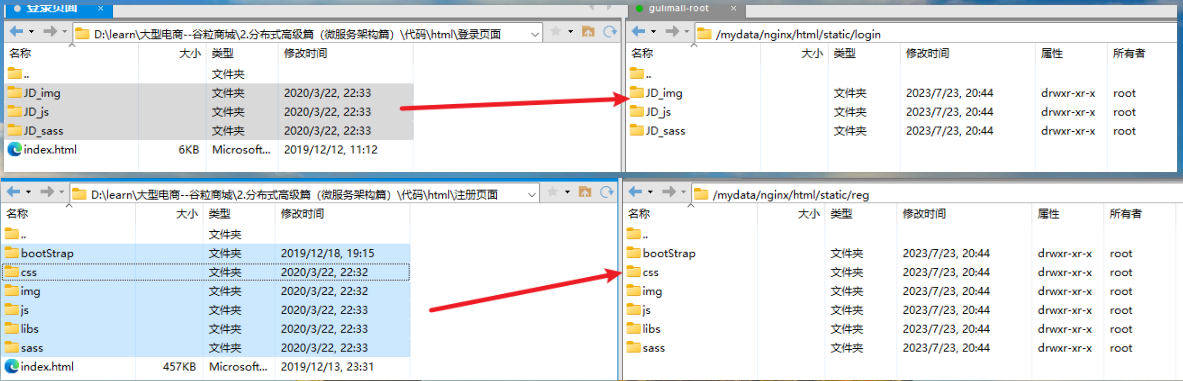 登录页面 × gulimall-root ×
D:\learn\大型电商--谷粒商城\2.分布式高级篇（微服务架构篇）\代码\html\登录页面 /mydata/nginx/html/static/login
名称 大小 类型 修改时间 名称 大小 类型 修改时间 属性 所有者
.. 文件夹 ..
JD_img 文件夹 2020/3/22, 22:33 JD_img 文件夹 2023/7/23, 20:44 drwxr-xr-x root
JD_js 文件夹 2020/3/22, 22:33 JD_js 文件夹 2023/7/23, 20:44 drwxr-xr-x root
JD_sass 文件夹 2020/3/22, 22:33 JD_sass 文件夹 2023/7/23, 20:44 drwxr-xr-x root
index.html 6KB Microsoft... 2019/12/12, 11:12
D:\learn\大型电商--谷粒商城\2.分布式高级篇（微服务架构篇）\代码\html\注册页面 /mydata/nginx/html/static/reg
名称 大小 类型 修改时间 名称 大小 类型 修改时间 属性 所有者
.. 文件夹 ..
bootStrap 文件夹 2019/12/18, 19:15 bootStrap 文件夹 2023/7/23, 20:44 drwxr-xr-x root
css 文件夹 2020/3/22, 22:32 css 文件夹 2023/7/23, 20:44 drwxr-xr-x root
img 文件夹 2020/3/22, 22:33 img 文件夹 2023/7/23, 20:44 drwxr-xr-x root
js 文件夹 2020/3/22, 22:33 js 文件夹 2023/7/23, 20:44 drwxr-xr-x root
libs 文件夹 2020/3/22, 22:33 libs 文件夹 2023/7/23, 20:44 drwxr-xr-x root
sass 文件夹 2020/3/22, 22:33 sass 文件夹 2023/7/23, 20:44 drwxr-xr-x root
index.html 457KB Microsoft... 2019/12/13, 23:31